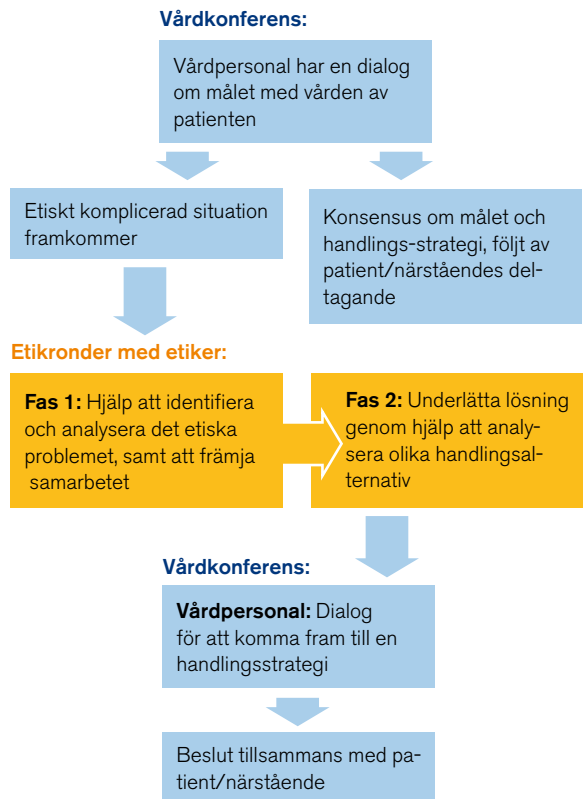 Vårdkonferens:
Vårdpersonal har en dialog
om målet med vården av
patienten
Etiskt komplicerad situation
framkommer
Konsensus om målet och
handlings-strategi, följt av
patient/närståendes del-
tagande
Etikronder med etiker:
Fas 1: Hjälp att identifiera
och analysera det etiska
problemet, samt att främja
samarbetet
Fas 2: Underlätta lösning
genom hjälp att analy-
sera olika handlingsal-
ternativ
Vårdkonferens:
Vårdpersonal: Dialog
för att komma fram till en
handlingsstrategi
Beslut tillsammans med pa-
tient/närstående